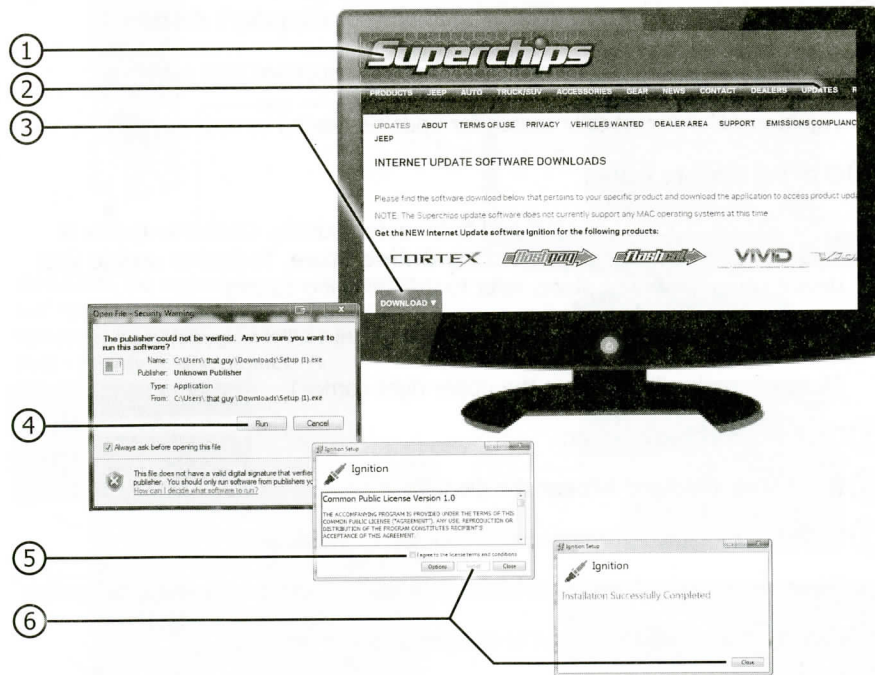 1
Superchips
2
PRODUCTS JEEP AUTO TRUCK/SUV ACCESSORIES GEAR NEWS CONTACT DEALERS UPDATES R
3
UPDATES ABOUT TERMS OF USE PRIVACY VEHICLES WANTED DEALER AREA SUPPORT EMISSIONS COMPLIANC
JEEP
INTERNET UPDATE SOFTWARE DOWNLOADS
Please find the software download below that pertains to your specific product and download the application to access product upda
NOTE: The Superchips update software does not currently support any MAC operating systems at this time
Get the NEW Internet Update software Ignition for the following products:
CORTEX flashpaq flashcal VIVID
DOWNLOAD ▼
Open File - Security Warning
The publisher could not be verified. Are you sure you want to
run this software?
Name: C:\Users\ that guy \Downloads\Setup (1).exe
Publisher: Unknown Publisher
Type: Application
From: C:\Users\ that guy \Downloads\Setup (1).exe
4
Run Cancel
Always ask before opening this file
This file does not have a valid digital signature that verifie
publisher. You should only run software from publishers yo
How can I decide what software to run?
Ignition Setup
Ignition
Common Public License Version 1.0
THE ACCOMPANYING PROGRAM IS PROVIDED UNDER THE TERMS OF THIS
COMMON PUBLIC LICENSE ("AGREEMENT"). ANY USE, REPRODUCTION OR
DISTRIBUTION OF THE PROGRAM CONSTITUTES RECIPIENT'S
ACCEPTANCE OF THIS AGREEMENT.
5
I agree to the license terms and conditions
Options Install Close
Ignition Setup
Ignition
Installation Successfully Completed
6
Close